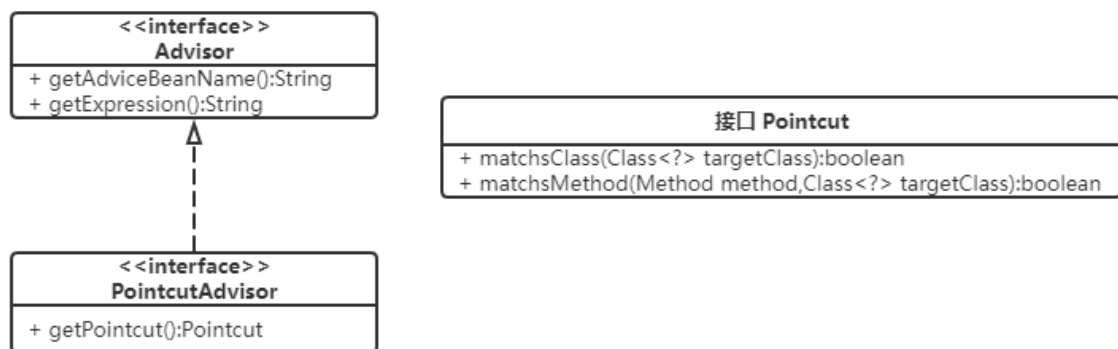 <<interface>>
Advisor
+ getAdviceBeanName():String
+ getExpression():String
接口 Pointcut
+ matchsClass(Class<?> targetClass):boolean
+ matchsMethod(Method method,Class<?> targetClass):boolean
<<interface>>
PointcutAdvisor
+ getPointcut():Pointcut